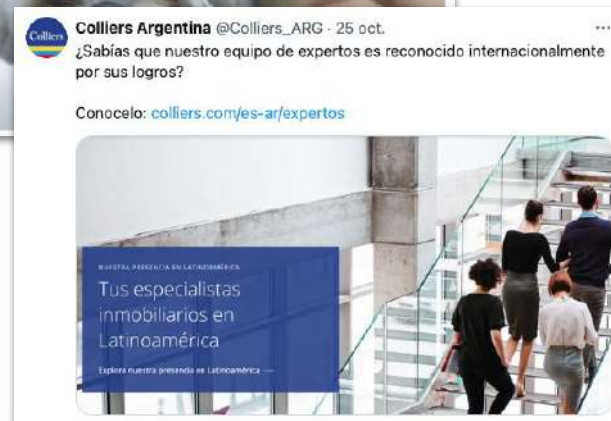 Colliers
Colliers Argentina @Colliers_ARG · 25 oct.
¿Sabías que nuestro equipo de expertos es reconocido internacionalmente
por sus logros?
Conocelo: colliers.com/es-ar/expertos
NUESTRA PRESENCIA EN LATINOAMÉRICA
Tus especialistas
inmobiliarios en
Latinoamérica
Explora nuestra presencia en Latinoamérica